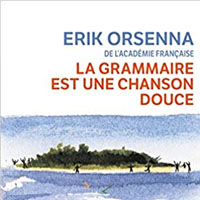 ERIK ORSENNA
DE L'ACADÉMIE FRANÇAISE
LA GRAMMAIRE
EST UNE CHANSON
DOUCE